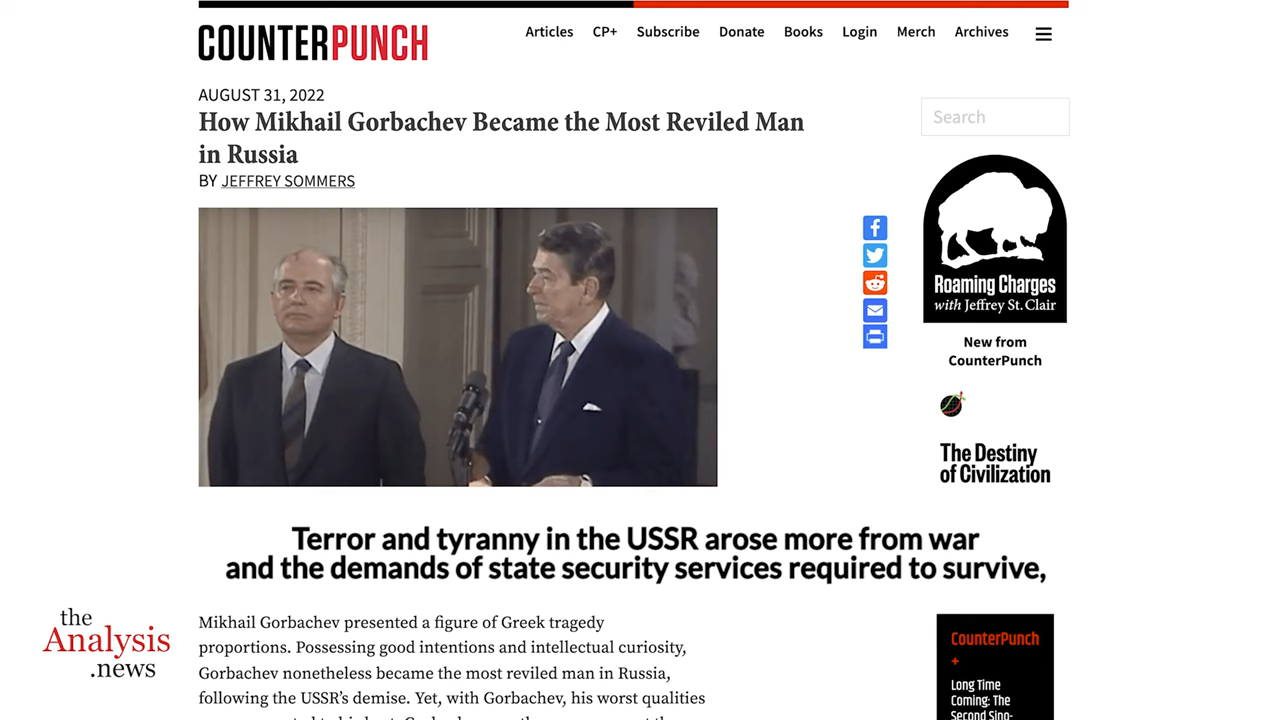 COUNTERPUNCH
Articles CP+ Subscribe Donate Books Login Merch Archives
AUGUST 31, 2022
How Mikhail Gorbachev Became the Most Reviled Man
in Russia
BY JEFFREY SOMMERS
Search
Roaming Charges
with Jeffrey St. Clair
New from
CounterPunch
The Destiny
of Civilization
Terror and tyranny in the USSR arose more from war
and the demands of state security services required to survive,
the
Analysis
.news
Mikhail Gorbachev presented a figure of Greek tragedy
proportions. Possessing good intentions and intellectual curiosity,
Gorbachev nonetheless became the most reviled man in Russia,
following the USSR’s demise. Yet, with Gorbachev, his worst qualities
CounterPunch
+
Long Time
Coming: The
Second Sino-